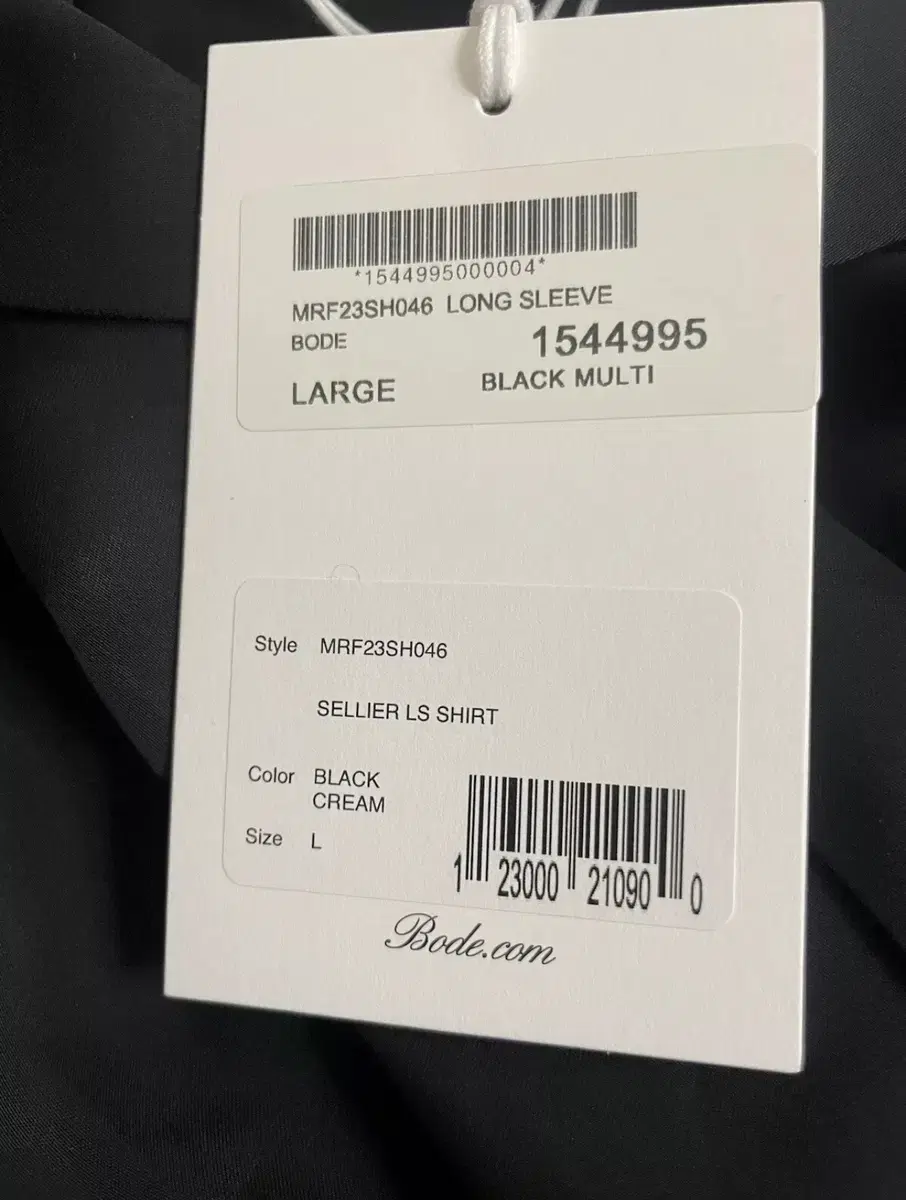 *1544995000004*
MRF23SH046 LONG SLEEVE
BODE 1544995
LARGE BLACK MULTI
Style MRF23SH046
SELLIER LS SHIRT
Color BLACK
CREAM
Size L
1 23000 21090 0
Bode.com